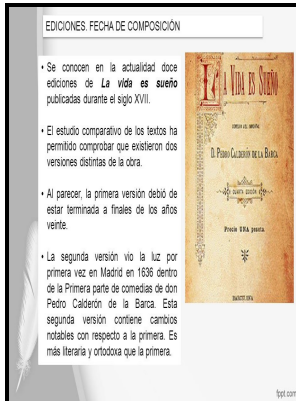 EDICIONES. FECHA DE COMPOSICIÓN
• Se conocen en la actualidad doce
ediciones de La vida es sueño
publicadas durante el siglo XVII.
• El estudio comparativo de los textos ha
permitido comprobar que existieron dos
versiones distintas de la obra.
• Al parecer, la primera versión debió de
estar terminada a finales de los años
veinte.
• La segunda versión vio la luz por
primera vez en Madrid en 1636 dentro
de la Primera parte de comedias de don
Pedro Calderón de la Barca. Esta
segunda versión contiene cambios
notables con respecto a la primera. Es
más literaria y ortodoxa que la primera.
LA VIDA ES SUEÑO
D. PEDRO CALDERÓN DE LA BARCA
CUARTA EDICIÓN
Precio UNA peseta
BARCELONA
fppt.com